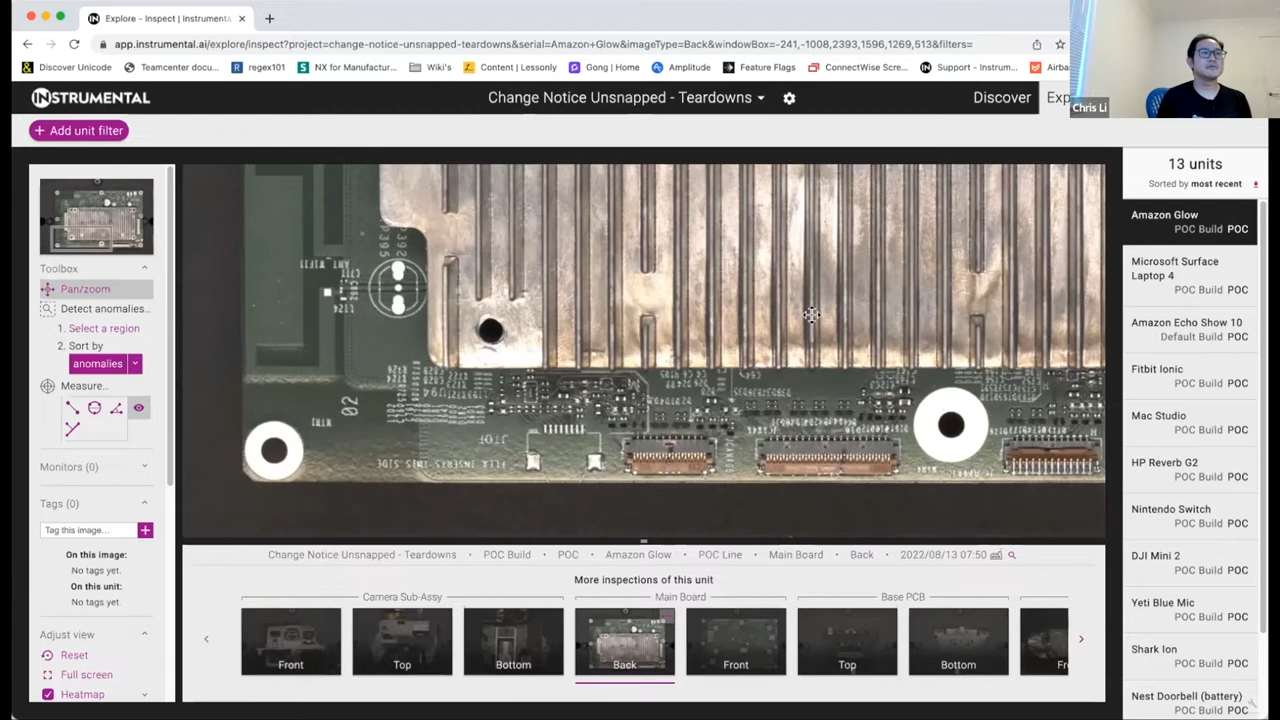 Explore - Inspect | Instrumenta
app.instrumental.ai/explore/inspect?project=change-notice-unsnapped-teardowns&serial=Amazon+Glow&imageType=Back&windowBox=-241,-1008,2393,1596,1269,513&filters=
Discover Unicode
Teamcenter docu...
regex101
NX for Manufactur...
Wiki's
Content | Lessonly
Gong | Home
Amplitude
Feature Flags
ConnectWise Scre...
Support - Instrum...
Airba
Chris Li
INSTRUMENTAL
Change Notice Unsnapped - Teardowns
Discover
Exp
+ Add unit filter
13 units
Sorted by most recent
Toolbox
Pan/zoom
Detect anomalies...
1. Select a region
2. Sort by
anomalies
Measure...
Monitors (0)
Tags (0)
Tag this image...
On this image:
No tags yet.
On this unit:
No tags yet.
Adjust view
Reset
Full screen
Heatmap
02
JTOF
FLEX INSERTS THIS SIDE
Amazon Glow
POC Build POC
Microsoft Surface
Laptop 4
POC Build POC
Amazon Echo Show 10
Default Build POC
Fitbit Ionic
POC Build POC
Mac Studio
POC Build POC
HP Reverb G2
POC Build POC
Nintendo Switch
POC Build POC
DJI Mini 2
POC Build POC
Yeti Blue Mic
POC Build POC
Shark Ion
POC Build POC
Nest Doorbell (battery)
POC Build POC
Change Notice Unsnapped - Teardowns • POC Build • POC • Amazon Glow • POC Line • Main Board • Back • 2022/08/13 07:50
More inspections of this unit
Camera Sub-Assy
Main Board
Base PCB
Front
Top
Bottom
Back
Front
Top
Bottom
Fr